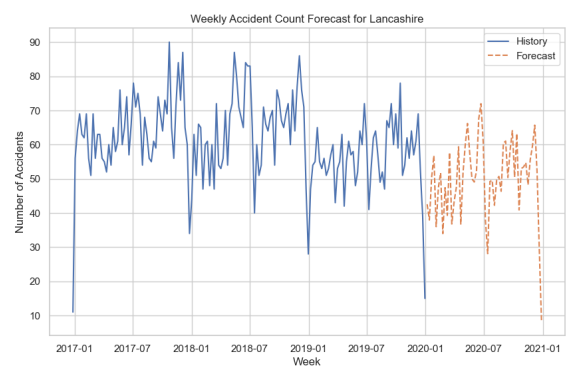 Weekly Accident Count Forecast for Lancashire
History
Forecast
Number of Accidents
90
80
70
60
50
40
30
20
10
2017-01 2017-07 2018-01 2018-07 2019-01 2019-07 2020-01 2020-07 2021-01
Week